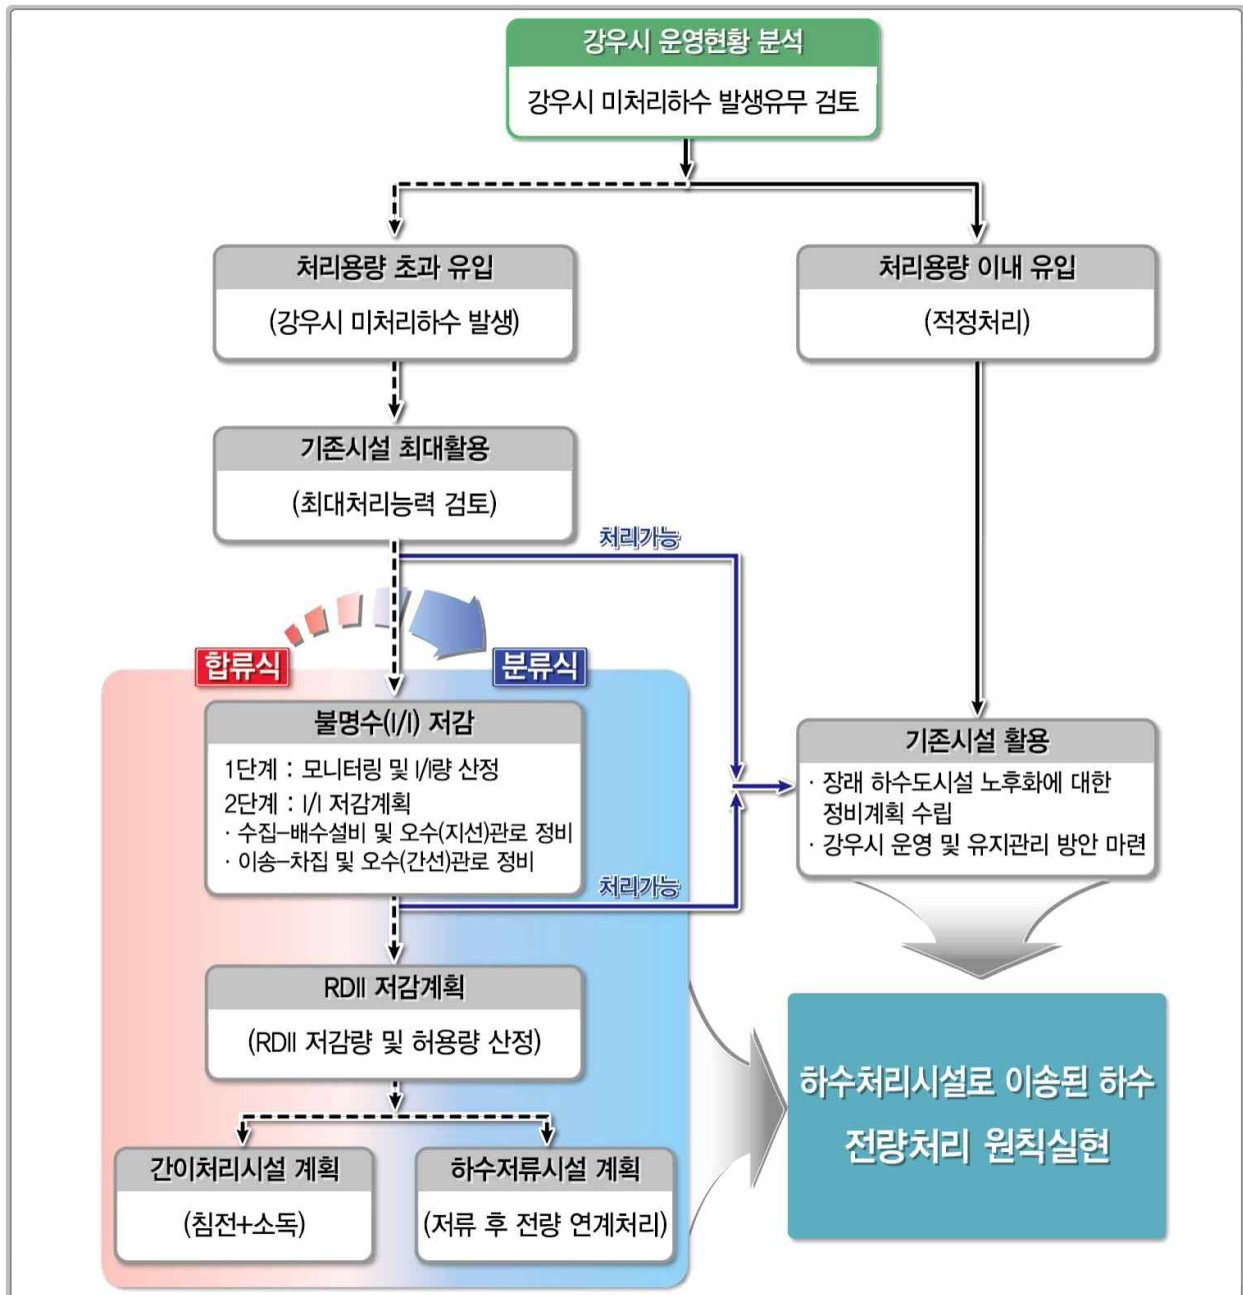 강우시 운영현황 분석
강우시 미처리하수 발생유무 검토
처리용량 초과 유입
(강우시 미처리하수 발생)
처리용량 이내 유입
(적정처리)
기존시설 최대활용
(최대처리능력 검토)
처리가능
합류식
분류식
불명수(I/I) 저감
1단계 : 모니터링 및 I/I량 산정
2단계 : I/I 저감계획
· 수집–배수설비 및 오수(지선)관로 정비
· 이송–차집 및 오수(간선)관로 정비
기존시설 활용
· 장래 하수도시설 노후화에 대한
정비계획 수립
· 강우시 운영 및 유지관리 방안 마련
처리가능
RDII 저감계획
(RDII 저감량 및 허용량 산정)
하수처리시설로 이송된 하수
전량처리 원칙실현
간이처리시설 계획
(침전+소독)
하수저류시설 계획
(저류 후 전량 연계처리)